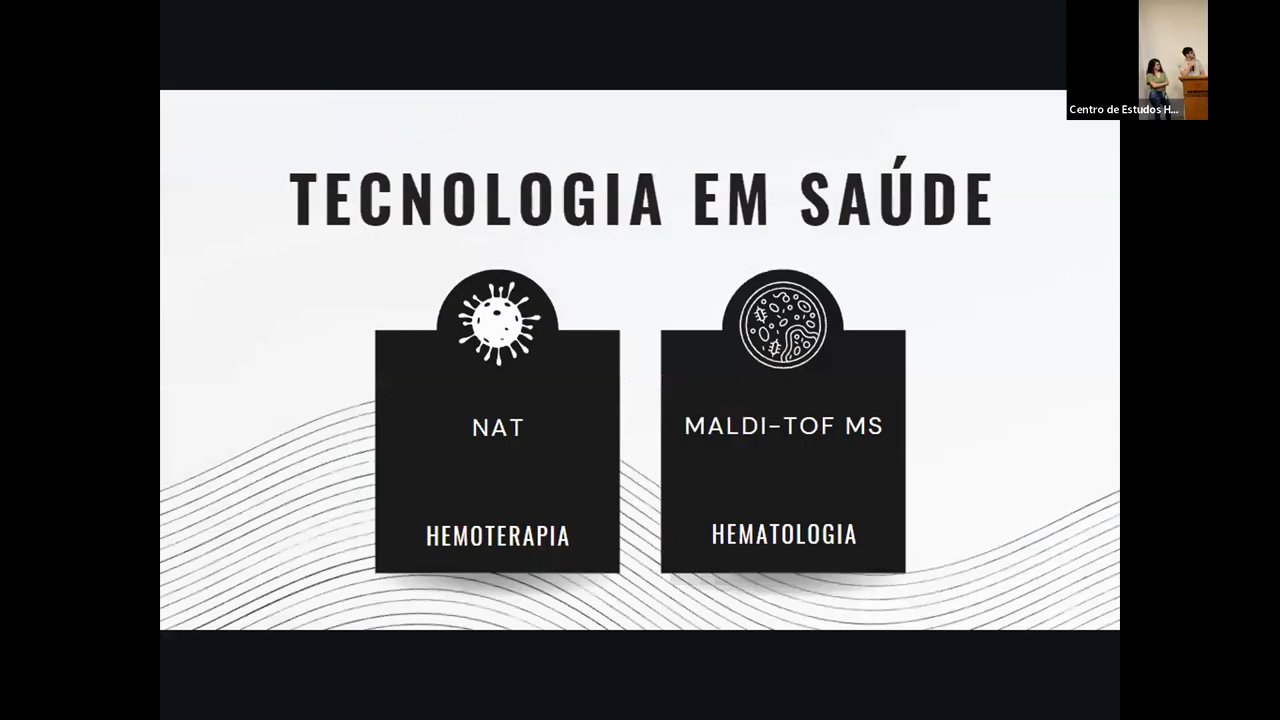 TECNOLOGIA EM SAÚDE
NAT
MALDI-TOF MS
HEMOTERAPIA
HEMATOLOGIA
Centro de Estudos H...